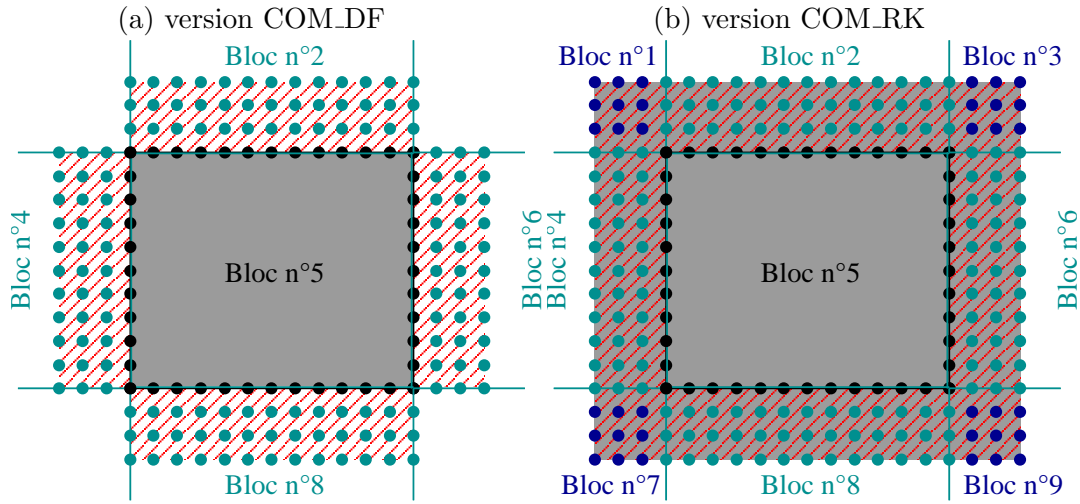 (a) version COM_DF
Bloc n°2
Bloc n°4
Bloc n°5
Bloc n°6
Bloc n°8
(b) version COM_RK
Bloc n°1
Bloc n°2
Bloc n°3
Bloc n°4
Bloc n°5
Bloc n°6
Bloc n°7
Bloc n°8
Bloc n°9